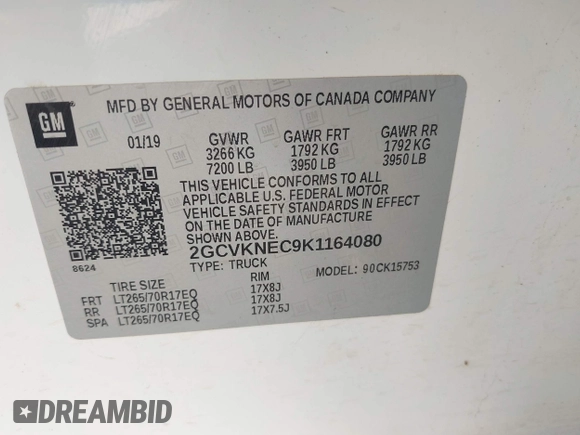 GM
MFD BY GENERAL MOTORS OF CANADA COMPANY
01/19 GVWR GAWR FRT GAWR RR
3266 KG 1792 KG 1792 KG
7200 LB 3950 LB 3950 LB
THIS VEHICLE CONFORMS TO ALL
APPLICABLE U.S. FEDERAL MOTOR
VEHICLE SAFETY STANDARDS IN EFFECT
ON THE DATE OF MANUFACTURE
SHOWN ABOVE.
8624 2GCVKNEC9K1164080
TYPE: TRUCK MODEL: 90CK15753
TIRE SIZE RIM
FRT LT265/70R17EQ 17X8J
RR LT265/70R17EQ 17X8J
SPA LT265/70R17EQ 17X7.5J
DREAMBID